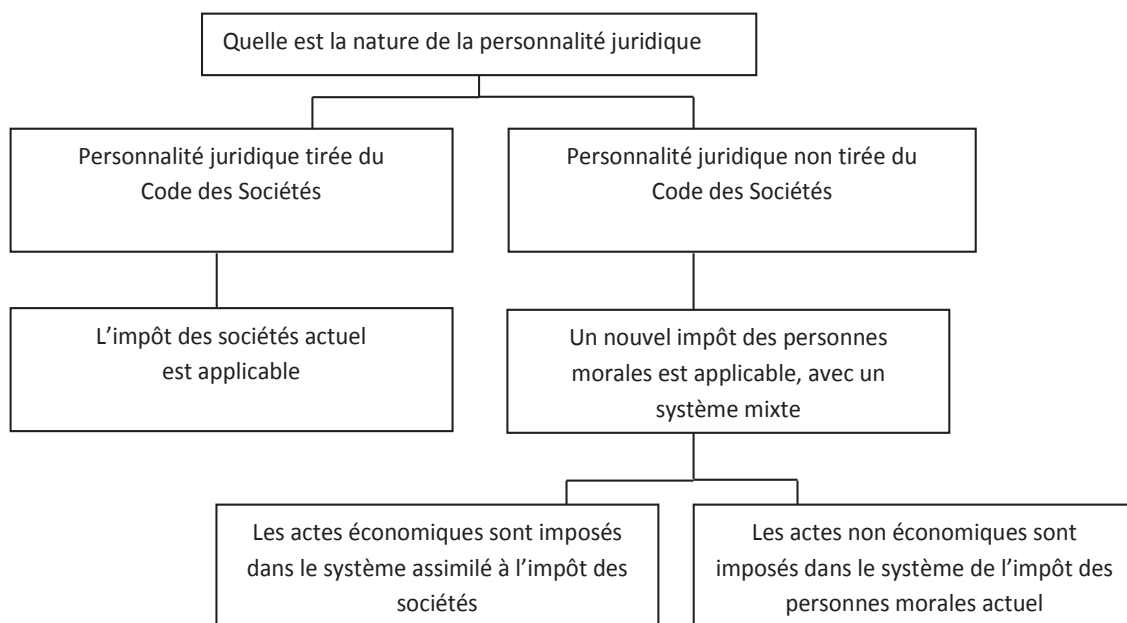 Quelle est la nature de la personnalité juridique
Personnalité juridique tirée du
Code des Sociétés
Personnalité juridique non tirée du
Code des Sociétés
L'impôt des sociétés actuel
est applicable
Un nouvel impôt des personnes
morales est applicable, avec un
système mixte
Les actes économiques sont imposés
dans le système assimilé à l'impôt des
sociétés
Les actes non économiques sont
imposés dans le système de l'impôt des
personnes morales actuel